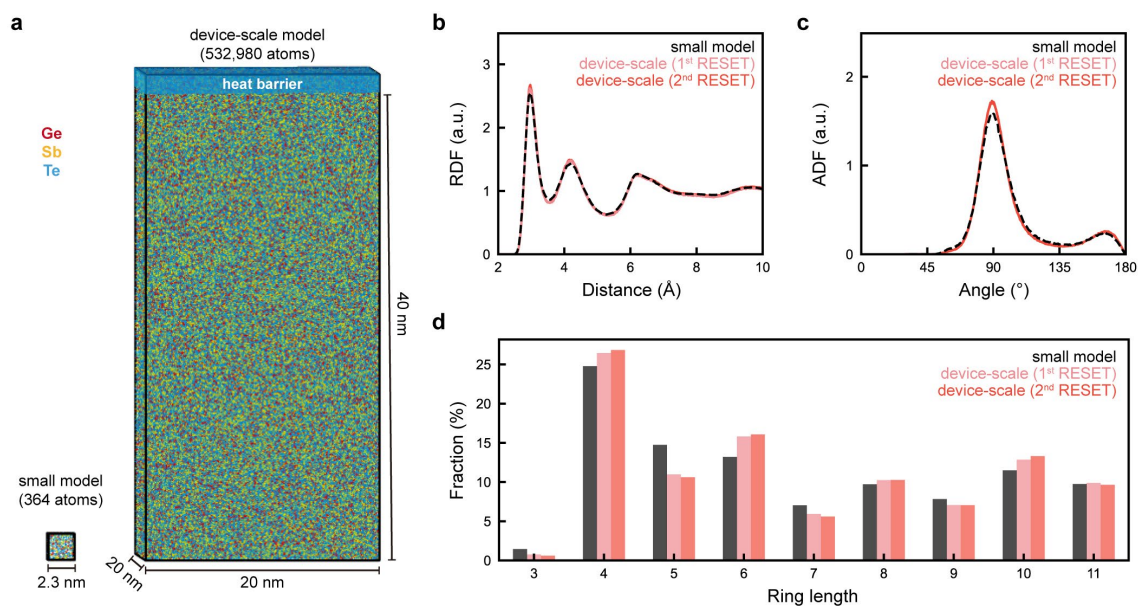 a
device-scale model
(532,980 atoms)
heat barrier
Ge
Sb
Te
40 nm
small model
(364 atoms)
2.3 nm
20 nm
20 nm
b
small model
device-scale (1st RESET)
device-scale (2nd RESET)
RDF (a.u.)
3
2
1
0
2 4 6 8 10
Distance (Å)
c
small model
device-scale (1st RESET)
device-scale (2nd RESET)
ADF (a.u.)
2
1
0
0 45 90 135 180
Angle (°)
d
small model
device-scale (1st RESET)
device-scale (2nd RESET)
Fraction (%)
25
20
15
10
5
0
3 4 5 6 7 8 9 10 11
Ring length